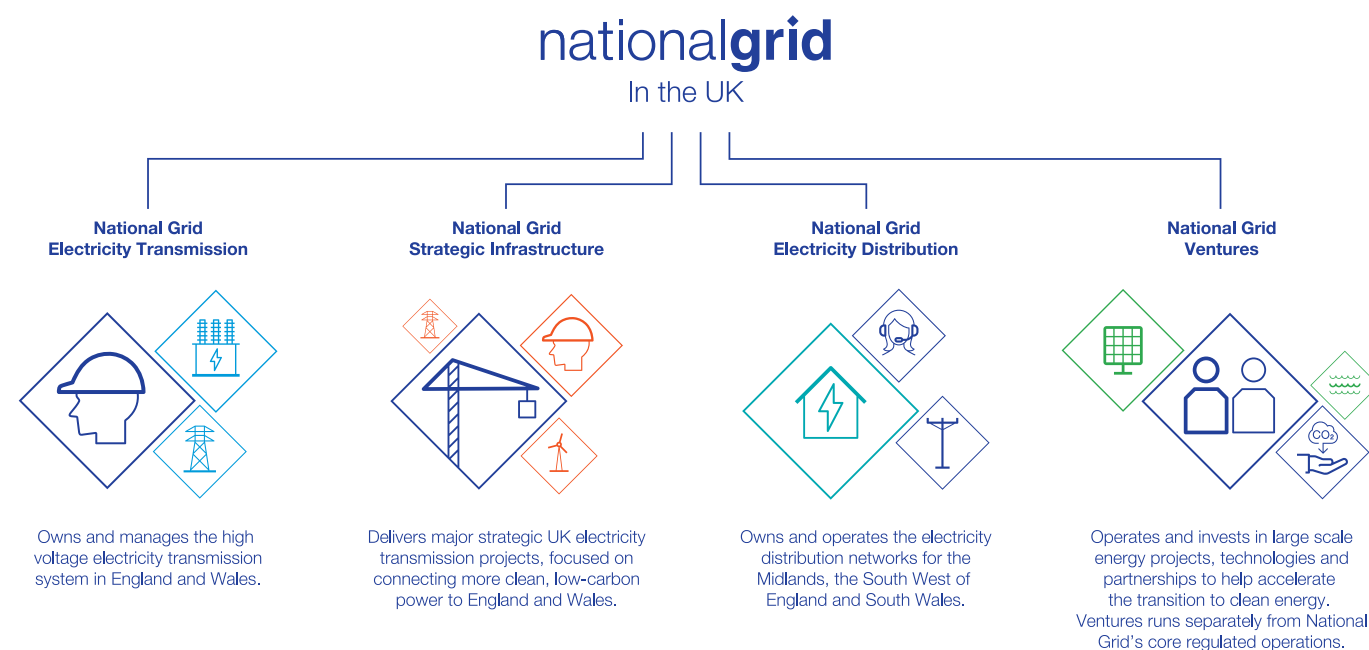 nationalgrid
In the UK
National Grid
Electricity Transmission
Owns and manages the high
voltage electricity transmission
system in England and Wales.
National Grid
Strategic Infrastructure
Delivers major strategic UK electricity
transmission projects, focused on
connecting more clean, low-carbon
power to England and Wales.
National Grid
Electricity Distribution
Owns and operates the electricity
distribution networks for the
Midlands, the South West of
England and South Wales.
National Grid
Ventures
CO₂
Operates and invests in large scale
energy projects, technologies and
partnerships to help accelerate
the transition to clean energy.
Ventures runs separately from National
Grid's core regulated operations.